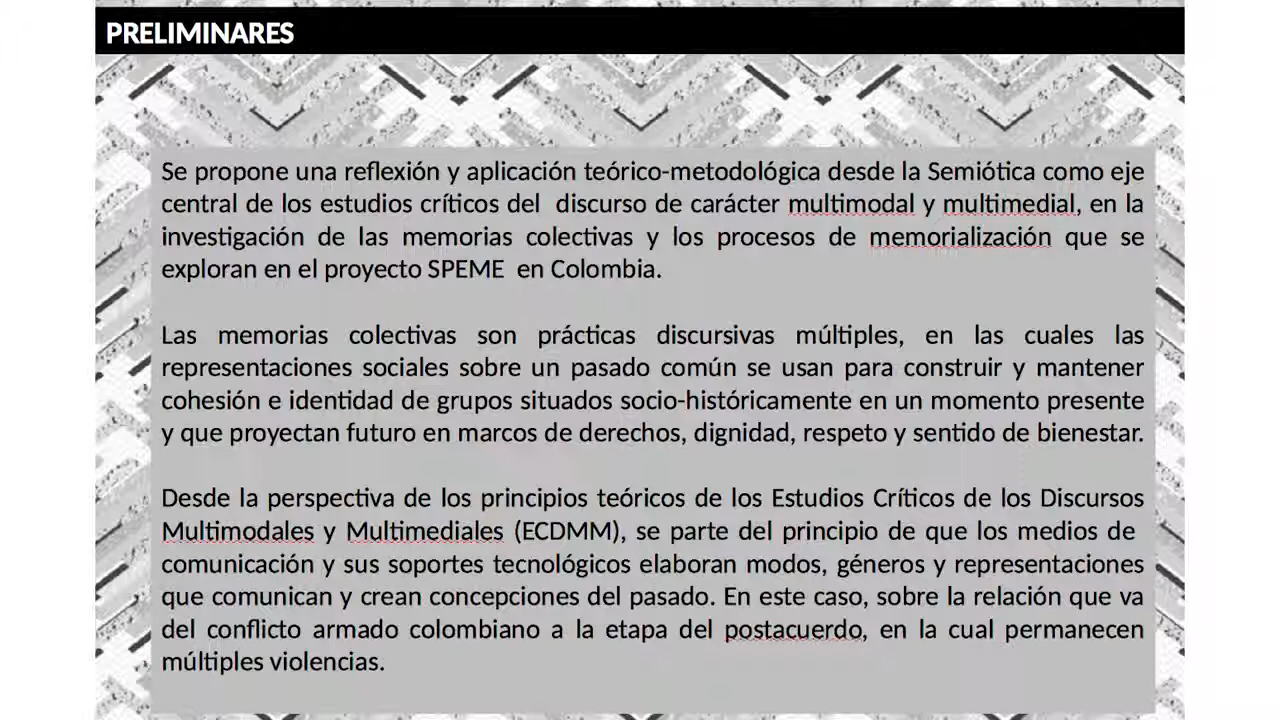 PRELIMINARES
Se propone una reflexión y aplicación teórico-metodológica desde la Semiótica como eje
central de los estudios críticos del discurso de carácter multimodal y multimedial, en la
investigación de las memorias colectivas y los procesos de memorialización que se
exploran en el proyecto SPEME en Colombia.
Las memorias colectivas son prácticas discursivas múltiples, en las cuales las
representaciones sociales sobre un pasado común se usan para construir y mantener
cohesión e identidad de grupos situados socio-históricamente en un momento presente
y que proyectan futuro en marcos de derechos, dignidad, respeto y sentido de bienestar.
Desde la perspectiva de los principios teóricos de los Estudios Críticos de los Discursos
Multimodales y Multimediales (ECDMM), se parte del principio de que los medios de
comunicación y sus soportes tecnológicos elaboran modos, géneros y representaciones
que comunican y crean concepciones del pasado. En este caso, sobre la relación que va
del conflicto armado colombiano a la etapa del postacuerdo, en la cual permanecen
múltiples violencias.